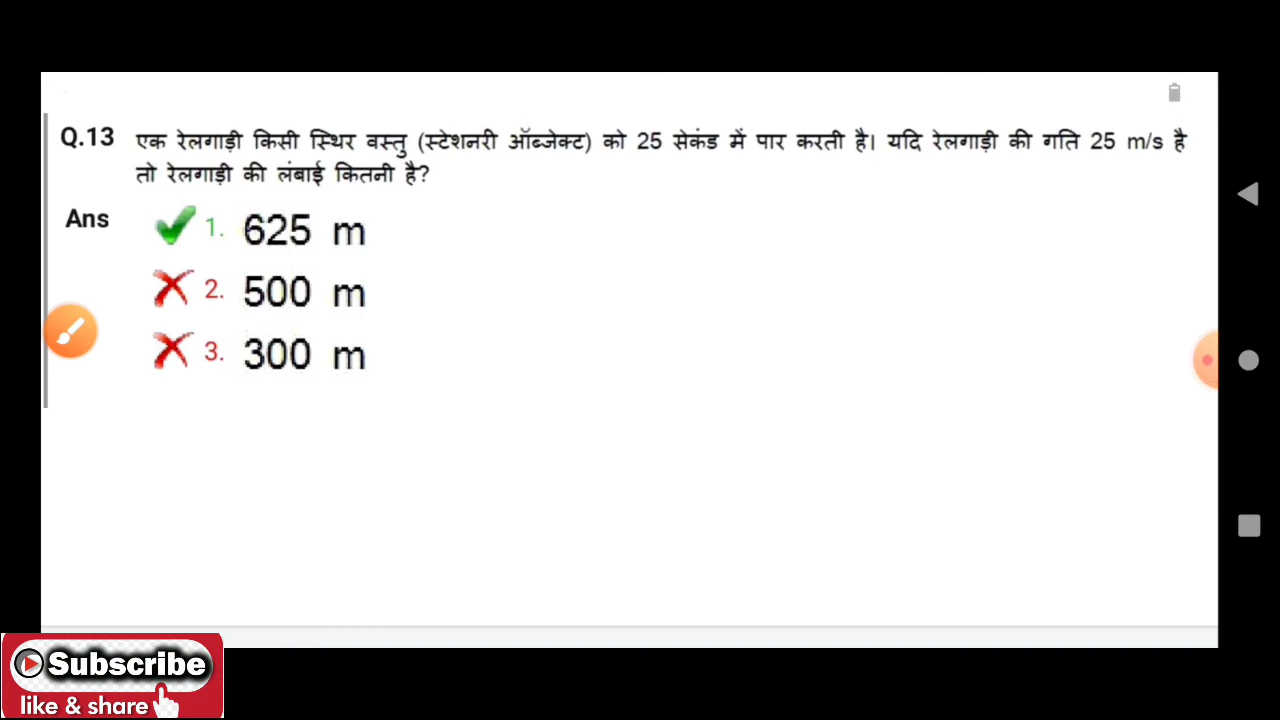 Q.13 एक रेलगाड़ी किसी स्थिर वस्तु (स्टेशनरी ऑब्जेक्ट) को 25 सेकंड में पार करती है। यदि रेलगाड़ी की गति 25 m/s है
तो रेलगाड़ी की लंबाई कितनी है?
Ans 1. 625 m
2. 500 m
3. 300 m
Subscribe
like & share